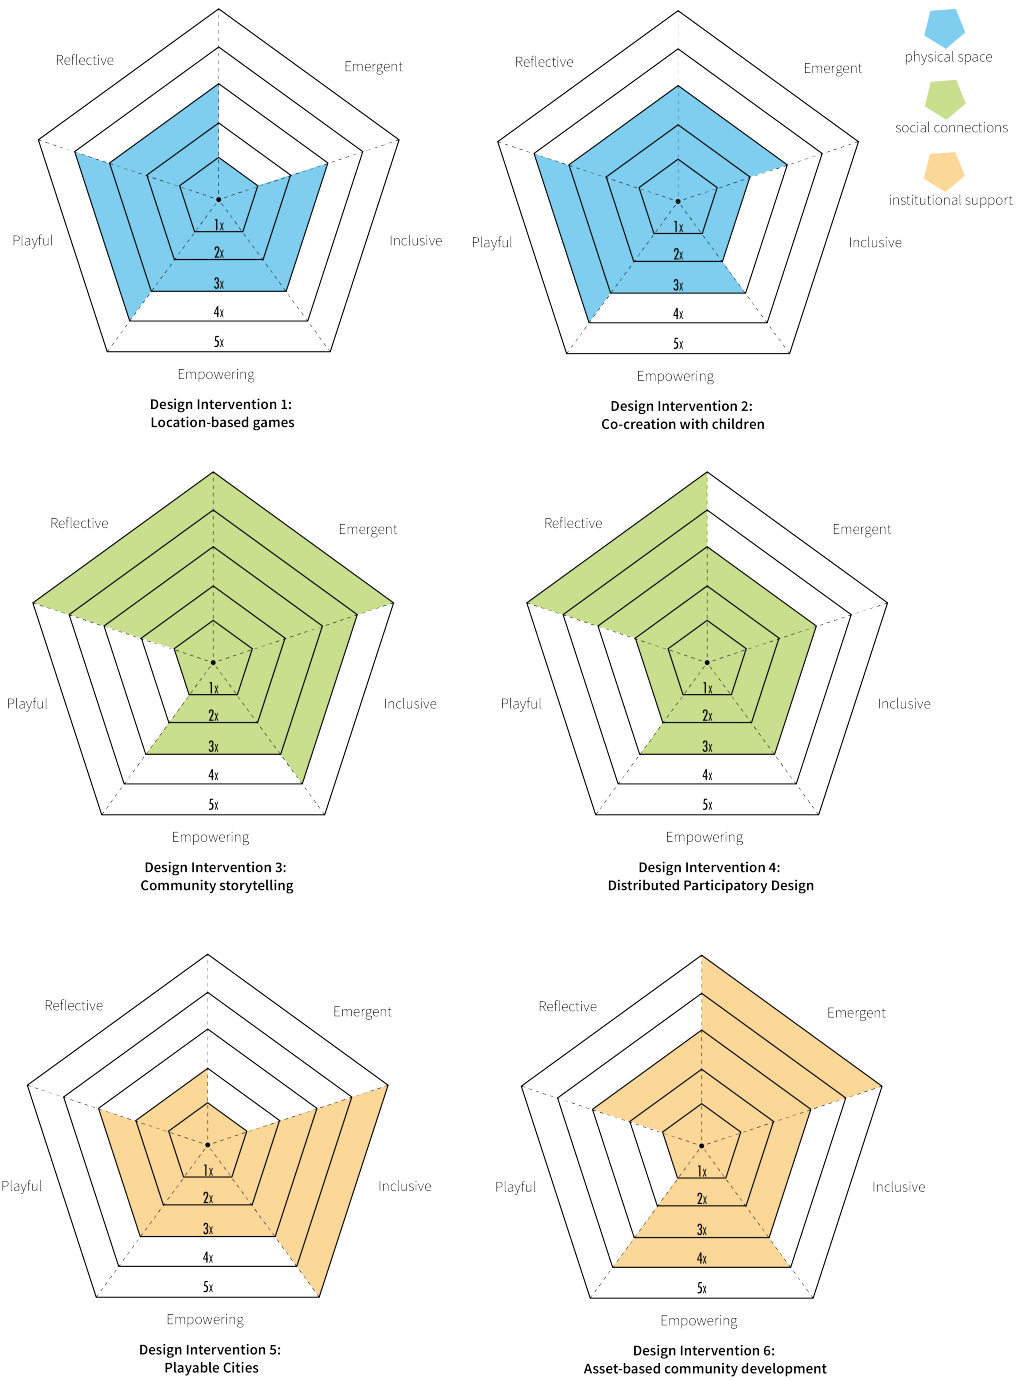 Reflective
Emergent
Playful
Inclusive
1x
2x
3x
4x
5x
Empowering
Design Intervention 1:
Location-based games
Reflective
Emergent
Playful
Inclusive
1x
2x
3x
4x
5x
Empowering
Design Intervention 2:
Co-creation with children
physical space
social connections
institutional support
Reflective
Emergent
Playful
Inclusive
1x
2x
3x
4x
5x
Empowering
Design Intervention 3:
Community storytelling
Reflective
Emergent
Playful
Inclusive
1x
2x
3x
4x
5x
Empowering
Design Intervention 4:
Distributed Participatory Design
Reflective
Emergent
Playful
Inclusive
1x
2x
3x
4x
5x
Empowering
Design Intervention 5:
Playable Cities
Reflective
Emergent
Playful
Inclusive
1x
2x
3x
4x
5x
Empowering
Design Intervention 6:
Asset-based community development